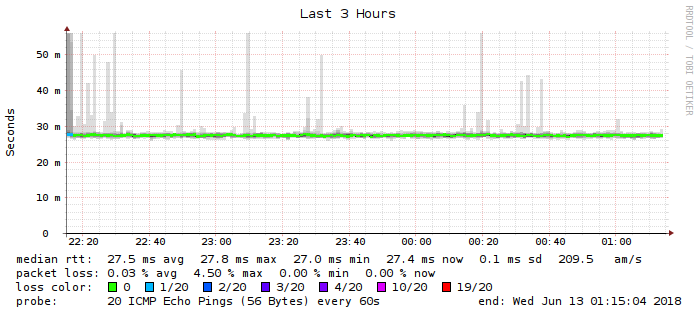 Last 3 Hours
RRDTOOL / TOBI OETIKER
Seconds
50 m
40 m
30 m
20 m
10 m
0
22:20 22:40 23:00 23:20 23:40 00:00 00:20 00:40 01:00
median rtt: 27.5 ms avg 27.8 ms max 27.0 ms min 27.4 ms now 0.1 ms sd 209.5 am/s
packet loss: 0.03 % avg 4.50 % max 0.00 % min 0.00 % now
loss color: 0 1/20 2/20 3/20 4/20 10/20 19/20
probe: 20 ICMP Echo Pings (56 Bytes) every 60s end: Wed Jun 13 01:15:04 2018